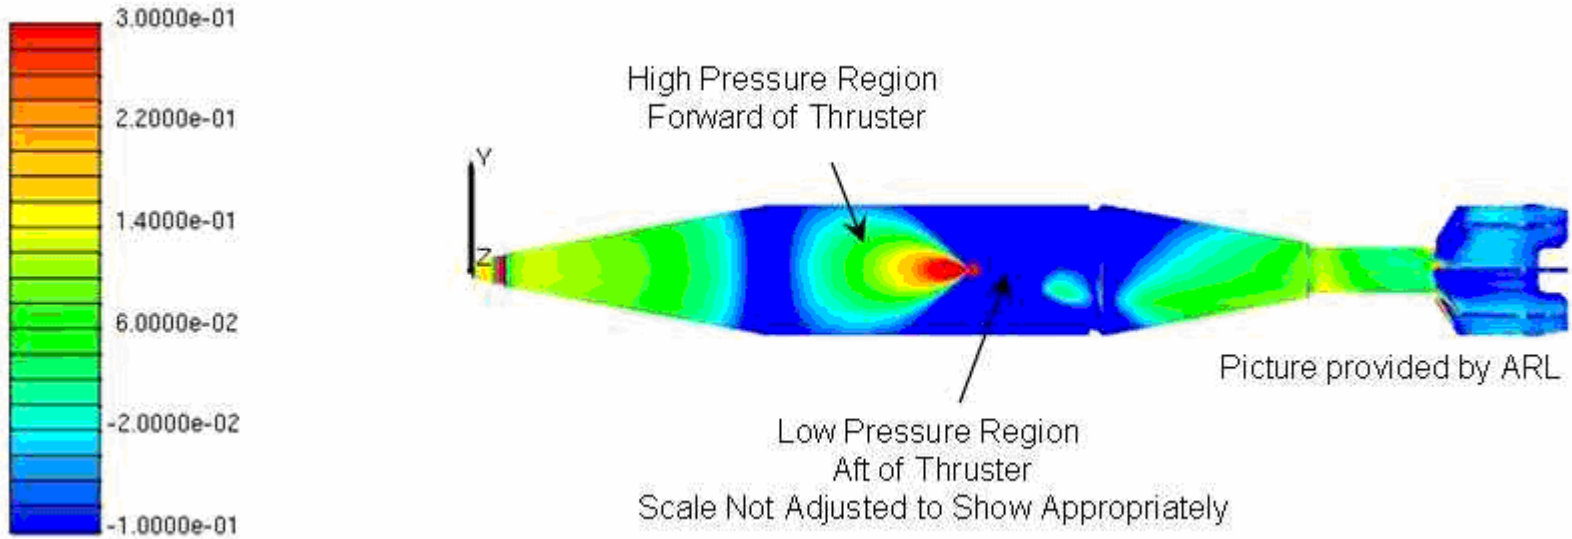 3.0000e-01
2.2000e-01
1.4000e-01
6.0000e-02
-2.0000e-02
-1.0000e-01
High Pressure Region
Forward of Thruster
Y
Z
Picture provided by ARL
Low Pressure Region
Aft of Thruster
Scale Not Adjusted to Show Appropriately